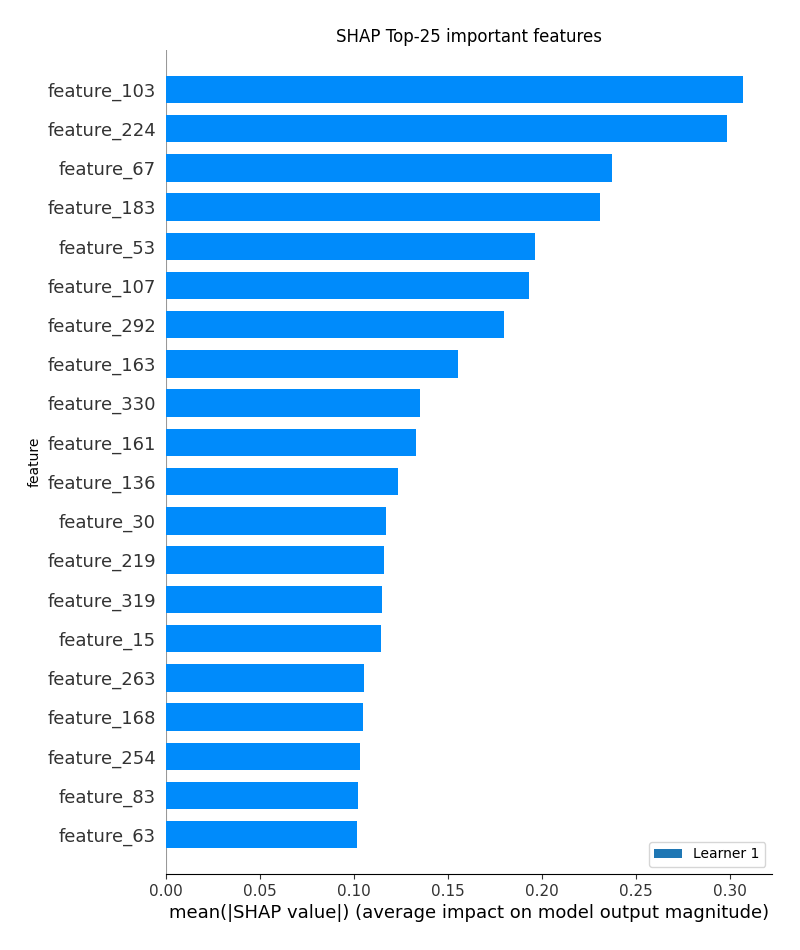 SHAP Top-25 important features
feature_103
feature_224
feature_67
feature_183
feature_53
feature_107
feature_292
feature_163
feature_330
feature_161
feature_136
feature_30
feature_219
feature_319
feature_15
feature_263
feature_168
feature_254
feature_83
feature_63
feature
Learner 1
0.00 0.05 0.10 0.15 0.20 0.25 0.30
mean(|SHAP value|) (average impact on model output magnitude)